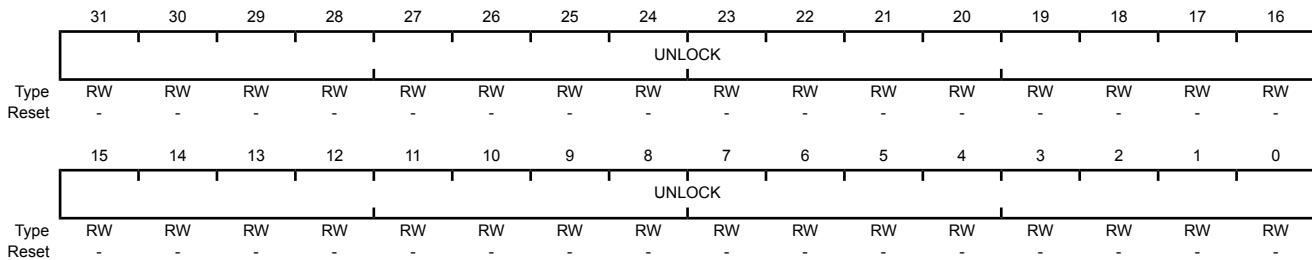 31 30 29 28 27 26 25 24 23 22 21 20 19 18 17 16
UNLOCK
Type RW RW RW RW RW RW RW RW RW RW RW RW RW RW RW RW
Reset - - - - - - - - - - - - - - - -
15 14 13 12 11 10 9 8 7 6 5 4 3 2 1 0
UNLOCK
Type RW RW RW RW RW RW RW RW RW RW RW RW RW RW RW RW
Reset - - - - - - - - - - - - - - - -